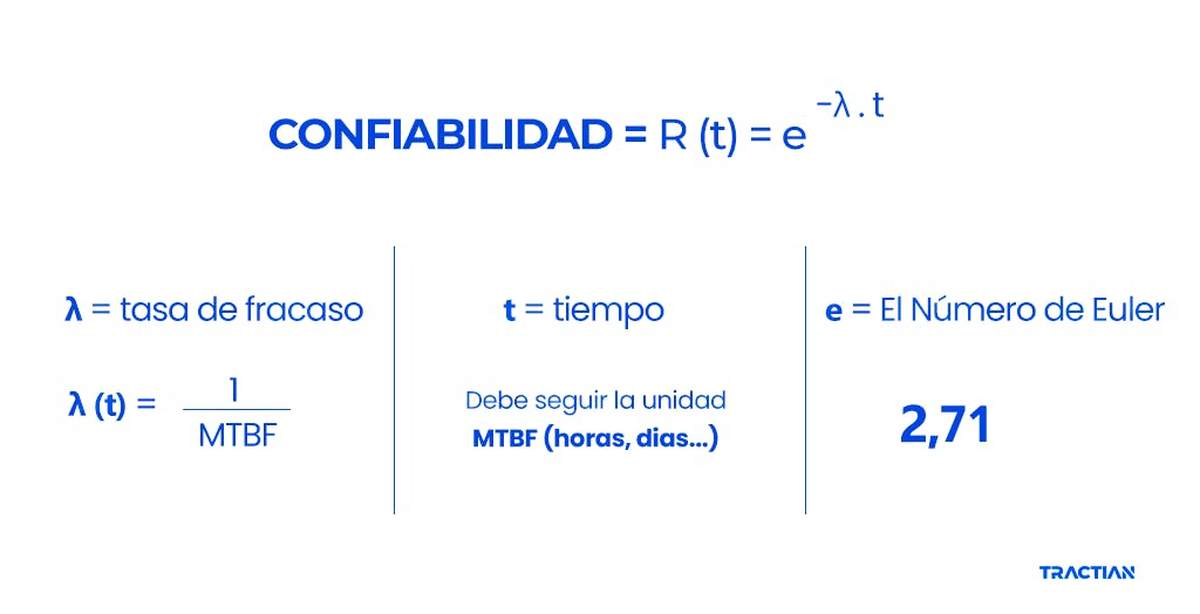 CONFIABILIDAD = R (t) = e^-λ.t
λ = tasa de fracaso
λ (t) = 1 / MTBF
t = tiempo
Debe seguir la unidad
MTBF (horas, dias...)
e = El Número de Euler
2,71
TRACTIAN